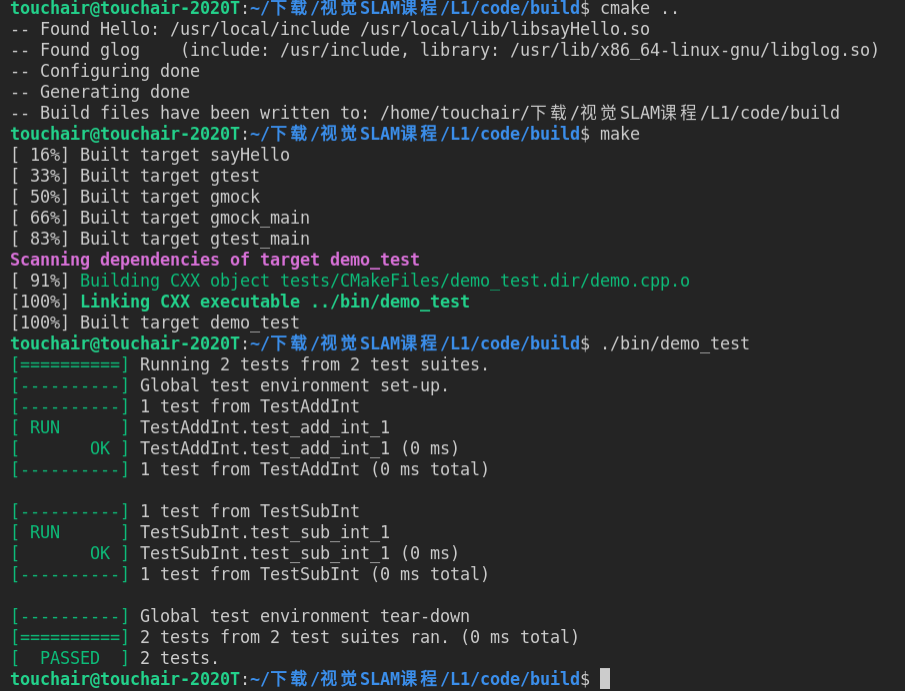 touchair@touchair-2020T:~/下载/视觉SLAM课程/L1/code/build$ cmake ..
-- Found Hello: /usr/local/include /usr/local/lib/libsayHello.so
-- Found glog    (include: /usr/include, library: /usr/lib/x86_64-linux-gnu/libglog.so)
-- Configuring done
-- Generating done
-- Build files have been written to: /home/touchair/下载/视觉SLAM课程/L1/code/build
touchair@touchair-2020T:~/下载/视觉SLAM课程/L1/code/build$ make
[ 16%] Built target sayHello
[ 33%] Built target gtest
[ 50%] Built target gmock
[ 66%] Built target gmock_main
[ 83%] Built target gtest_main
Scanning dependencies of target demo_test
[ 91%] Building CXX object tests/CMakeFiles/demo_test.dir/demo.cpp.o
[100%] Linking CXX executable ../bin/demo_test
[100%] Built target demo_test
touchair@touchair-2020T:~/下载/视觉SLAM课程/L1/code/build$ ./bin/demo_test
[==========] Running 2 tests from 2 test suites.
[----------] Global test environment set-up.
[----------] 1 test from TestAddInt
[ RUN      ] TestAddInt.test_add_int_1
[       OK ] TestAddInt.test_add_int_1 (0 ms)
[----------] 1 test from TestAddInt (0 ms total)

[----------] 1 test from TestSubInt
[ RUN      ] TestSubInt.test_sub_int_1
[       OK ] TestSubInt.test_sub_int_1 (0 ms)
[----------] 1 test from TestSubInt (0 ms total)

[----------] Global test environment tear-down
[==========] 2 tests from 2 test suites ran. (0 ms total)
[  PASSED  ] 2 tests.
touchair@touchair-2020T:~/下载/视觉SLAM课程/L1/code/build$